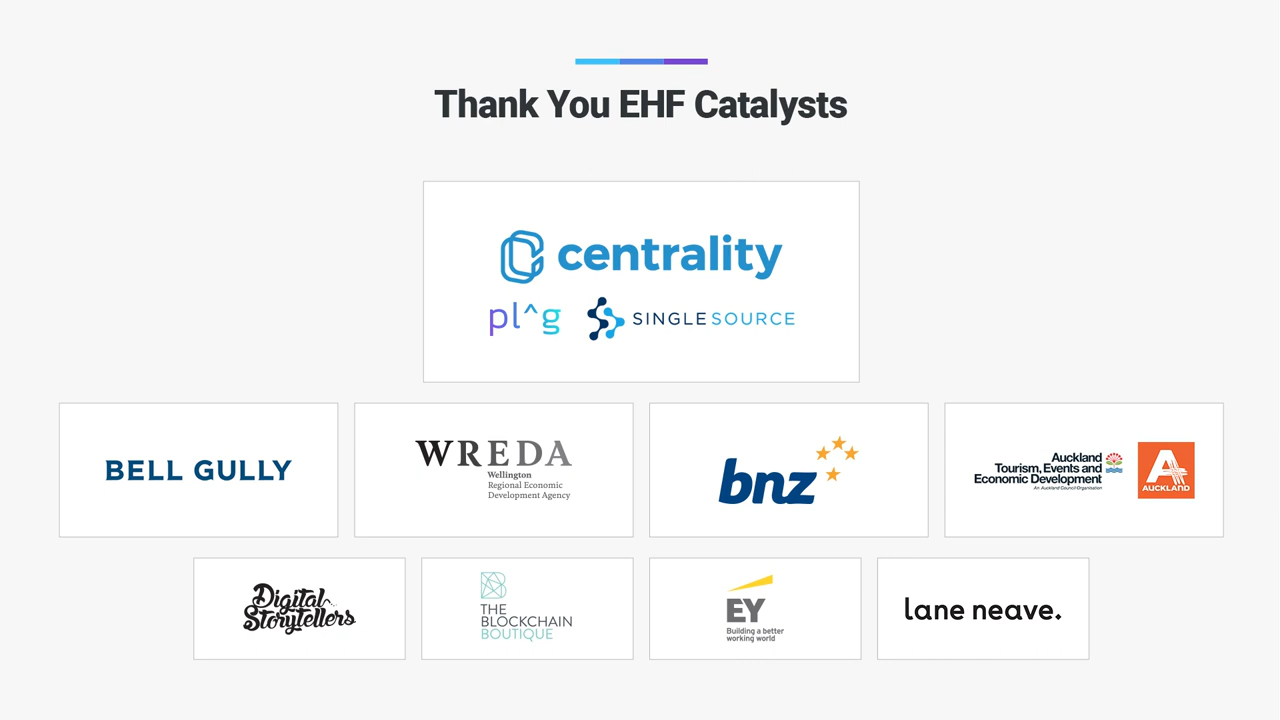 Thank You EHF Catalysts
centrality
pl^g
SINGLESOURCE
BELL GULLY
WREDA
Wellington
Regional Economic
Development Agency
bnz
Auckland
Tourism, Events and
Economic Development
An Auckland Council Organisation
AUCKLAND
Digital
Storytellers
THE
BLOCKCHAIN
BOUTIQUE
EY
Building a better
working world
lane neave.